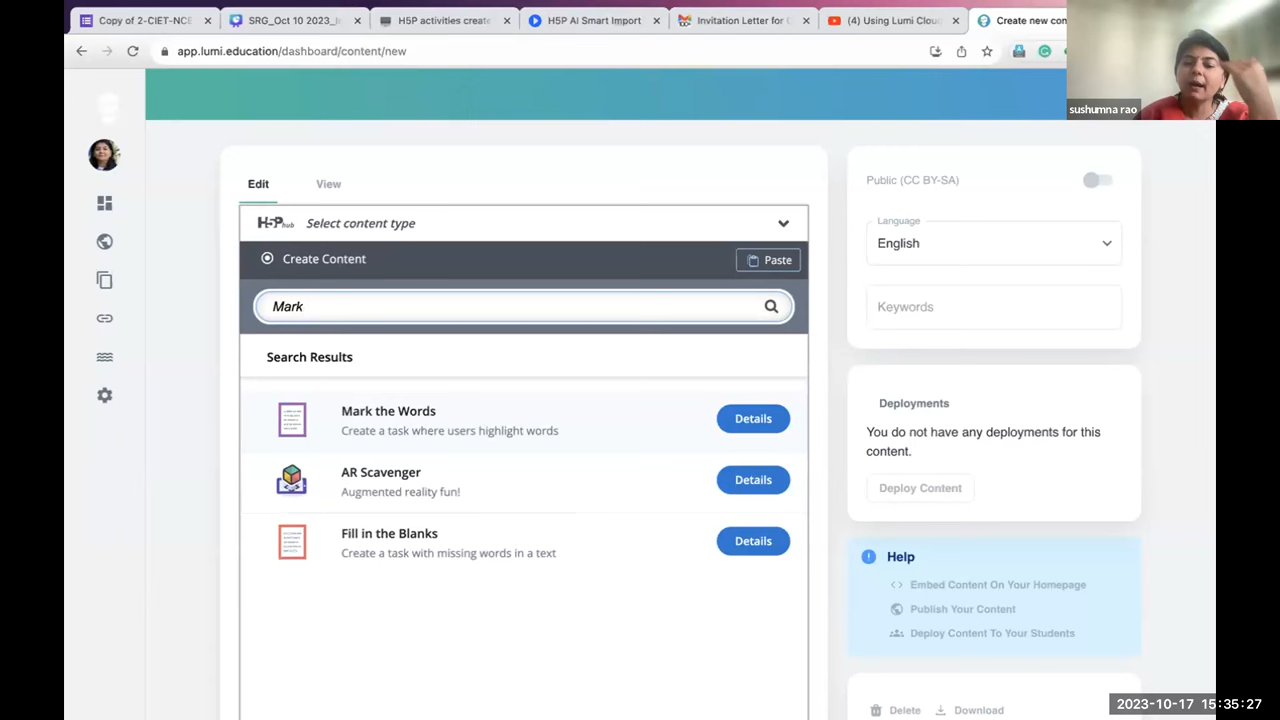 Copy of 2-CIET-NCE
SRG_Oct 10 2023_I
H5P activities create
H5P AI Smart Import
Invitation Letter for
(4) Using Lumi Clou
Create new con
app.lumi.education/dashboard/content/new
sushumna rao
Edit
View
H5P hub Select content type
Create Content
Paste
Mark
Search Results
Mark the Words
Create a task where users highlight words
Details
AR Scavenger
Augmented reality fun!
Details
Fill in the Blanks
Create a task with missing words in a text
Details
Public (CC BY-SA)
Language
English
Keywords
Deployments
You do not have any deployments for this
content.
Deploy Content
Help
Embed Content On Your Homepage
Publish Your Content
Deploy Content To Your Students
Delete
Download
2023-10-17 15:35:27